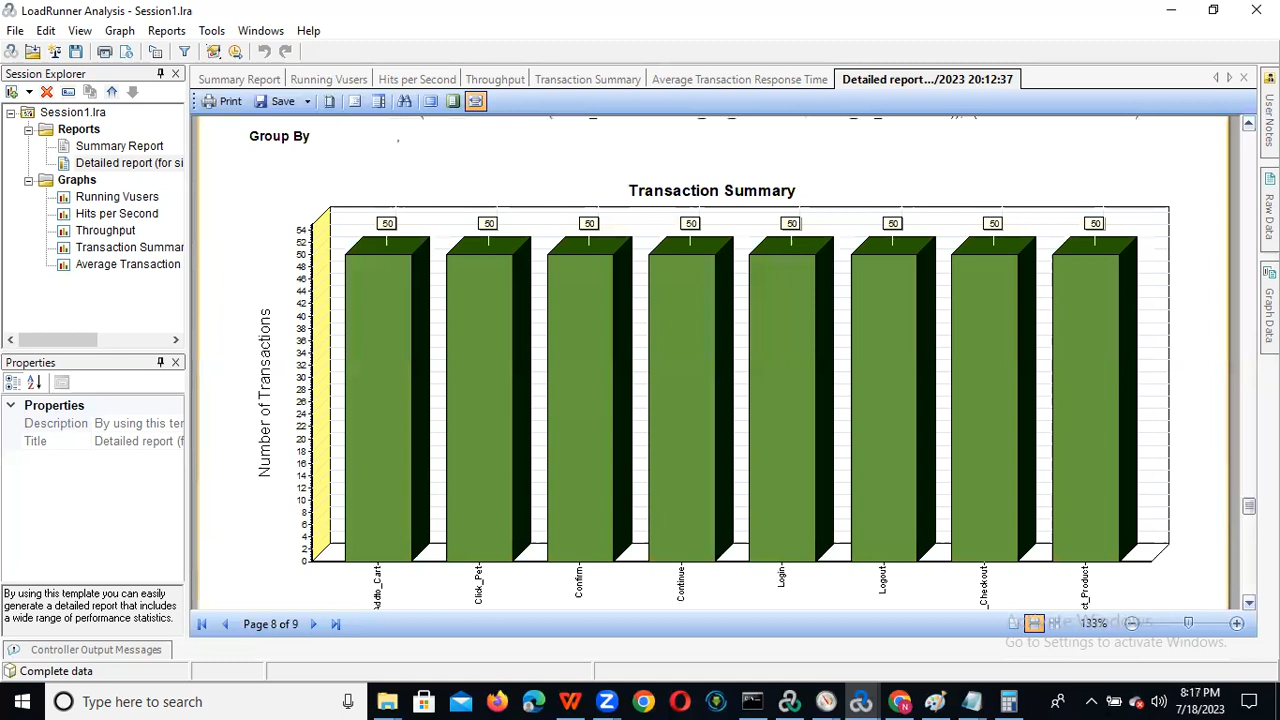 LoadRunner Analysis - Session1.lra
File Edit View Graph Reports Tools Windows Help
Session Explorer
Session1.lra
Reports
Summary Report
Detailed report (for si
Graphs
Running Vusers
Hits per Second
Throughput
Transaction Summar
Average Transaction
Properties
Properties
Description By using this ter
Title Detailed report (f
By using this template you can easily
generate a detailed report that includes
a wide range of performance statistics.
Controller Output Messages
Complete data
Summary Report Running Vusers Hits per Second Throughput Transaction Summary Average Transaction Response Time Detailed report.../2023 20:12:37
Print Save
Group By
,
Transaction Summary
50 50 50 50 50 50 50 50
Number of Transactions
54
52
50
48
46
44
42
40
38
36
34
32
30
28
26
24
22
20
18
16
14
12
10
8
6
4
2
0
Addto_Cart
Click_Pet
Confirm
Continue
Login
Logout
_Checkout
ct_Product
Page 8 of 9
133%
Activate Windows
Go to Settings to activate Windows.
User Notes
Raw Data
Graph Data
Type here to search
8:17 PM
7/18/2023